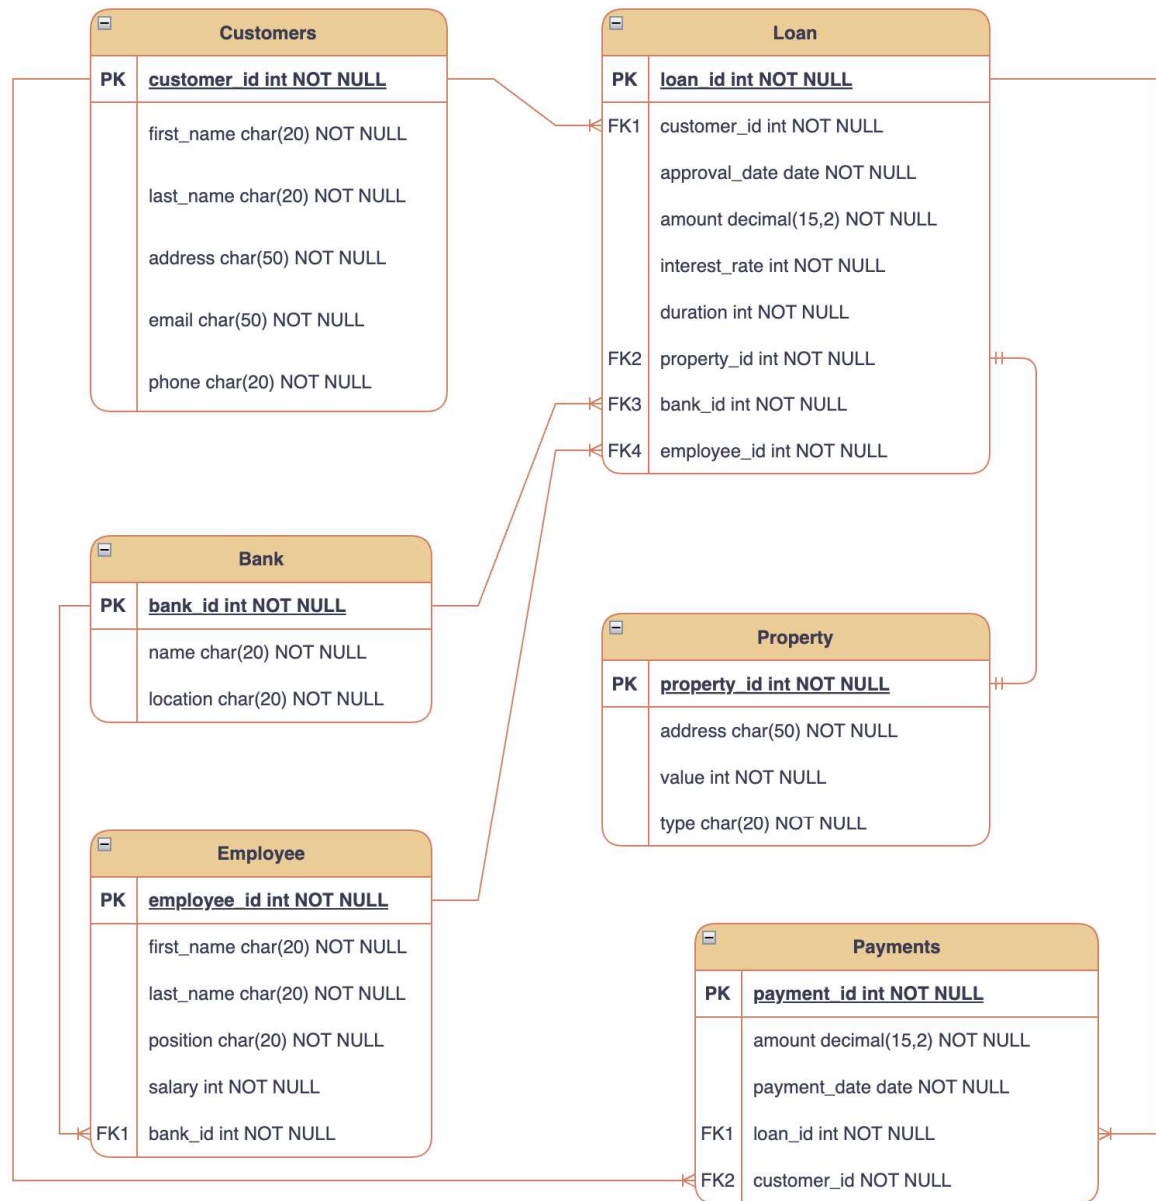 Customers
PK customer_id int NOT NULL
first_name char(20) NOT NULL
last_name char(20) NOT NULL
address char(50) NOT NULL
email char(50) NOT NULL
phone char(20) NOT NULL
Loan
PK loan_id int NOT NULL
FK1 customer_id int NOT NULL
approval_date date NOT NULL
amount decimal(15,2) NOT NULL
interest_rate int NOT NULL
duration int NOT NULL
FK2 property_id int NOT NULL
FK3 bank_id int NOT NULL
FK4 employee_id int NOT NULL
Bank
PK bank_id int NOT NULL
name char(20) NOT NULL
location char(20) NOT NULL
Property
PK property_id int NOT NULL
address char(50) NOT NULL
value int NOT NULL
type char(20) NOT NULL
Employee
PK employee_id int NOT NULL
first_name char(20) NOT NULL
last_name char(20) NOT NULL
position char(20) NOT NULL
salary int NOT NULL
FK1 bank_id int NOT NULL
Payments
PK payment_id int NOT NULL
amount decimal(15,2) NOT NULL
payment_date date NOT NULL
FK1 loan_id int NOT NULL
FK2 customer_id NOT NULL